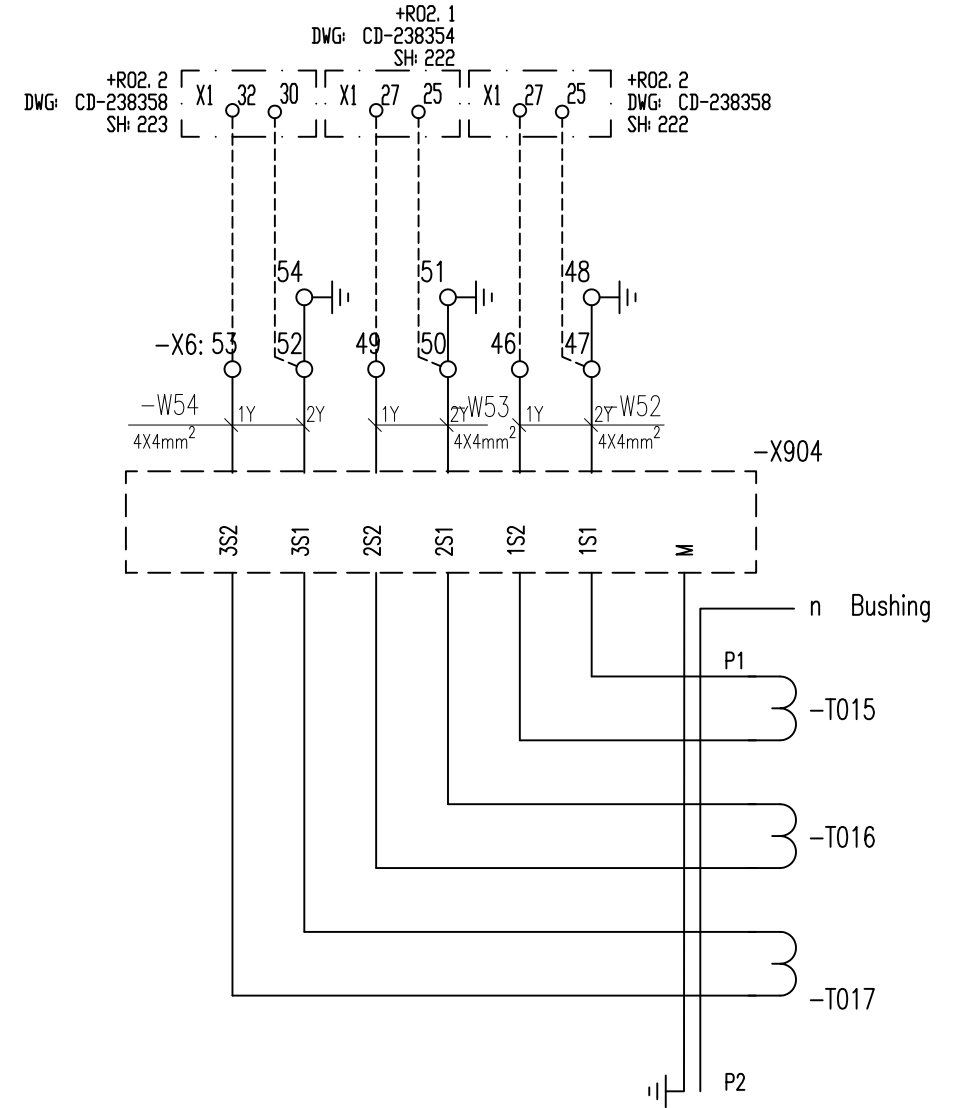 +R02. 1
DWG: CD-238354
SH: 222
+R02. 2
DWG: CD-238358
SH: 223
X1 32 30
X1 27 25
X1 27 25
+R02. 2
DWG: CD-238358
SH: 222
54
51
48
-X6: 53 52 49 50 46 47
-W54 1Y 2Y 1Y 2Y -W53 1Y 2Y -W52
4X4mm² 4X4mm² 4X4mm²
-X904
3S2 3S1 2S2 2S1 1S2 1S1 M
n Bushing
P1
-T015
-T016
-T017
P2